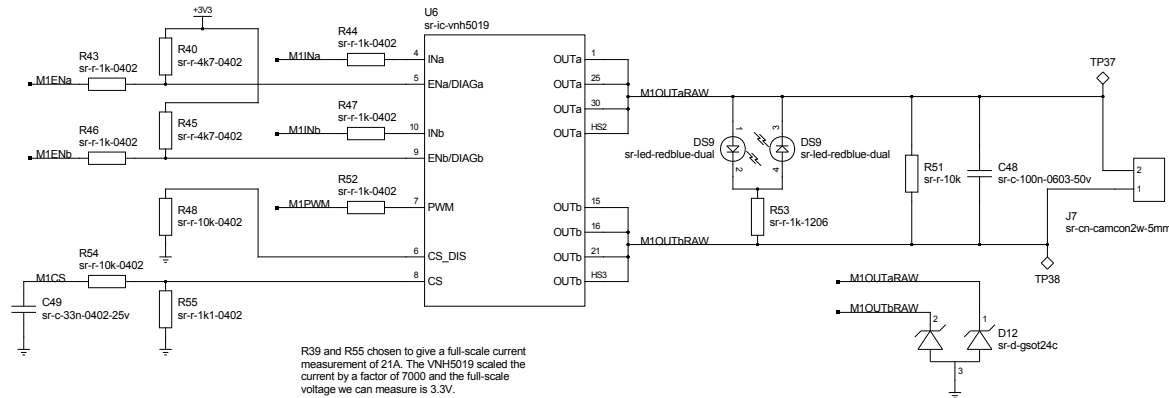 +3V3
U6
sr-ic-vnh5019
R43
sr-r-1k-0402
R40
sr-r-4k7-0402
R44
sr-r-1k-0402
M1INa
M1ENa
4
INa
5
ENa/DIAGa
R46
sr-r-1k-0402
R45
sr-r-4k7-0402
R47
sr-r-1k-0402
M1INb
M1ENb
10
INb
9
ENb/DIAGb
R48
sr-r-10k-0402
R52
sr-r-1k-0402
M1PWM
7
PWM
6
CS_DIS
8
CS
R54
sr-r-10k-0402
M1CS
C49
sr-c-33n-0402-25v
R55
sr-r-1k1-0402
OUTa
1
OUTa
25
OUTa
30
OUTa
HS2
OUTb
15
OUTb
16
OUTb
21
OUTb
HS3
M1OUTaRAW
M1OUTbRAW
1
DS9
sr-led-redblue-dual
2
3
DS9
sr-led-redblue-dual
4
R53
sr-r-1k-1206
R51
sr-r-10k
C48
sr-c-100n-0603-50v
TP37
2
1
J7
sr-cn-camcon2w-5mm
TP38
M1OUTaRAW
M1OUTbRAW
2
1
D12
sr-d-gsot24c
3
R39 and R55 chosen to give a full-scale current
measurement of 21A. The VNH5019 scaled the
current by a factor of 7000 and the full-scale
voltage we can measure is 3.3V.